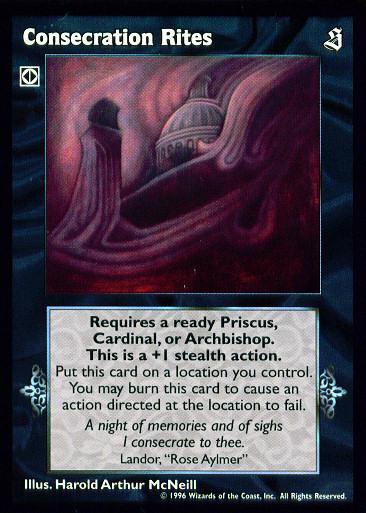 Consecration Rites
Requires a ready Priscus,
Cardinal, or Archbishop.
This is a +1 stealth action.
Put this card on a location you control.
You may burn this card to cause an
action directed at the location to fail.
A night of memories and of sighs
I consecrate to thee.
Landor, "Rose Aylmer"
Illus. Harold Arthur McNeill
© 1996 Wizards of the Coast, Inc. All Rights Reserved.